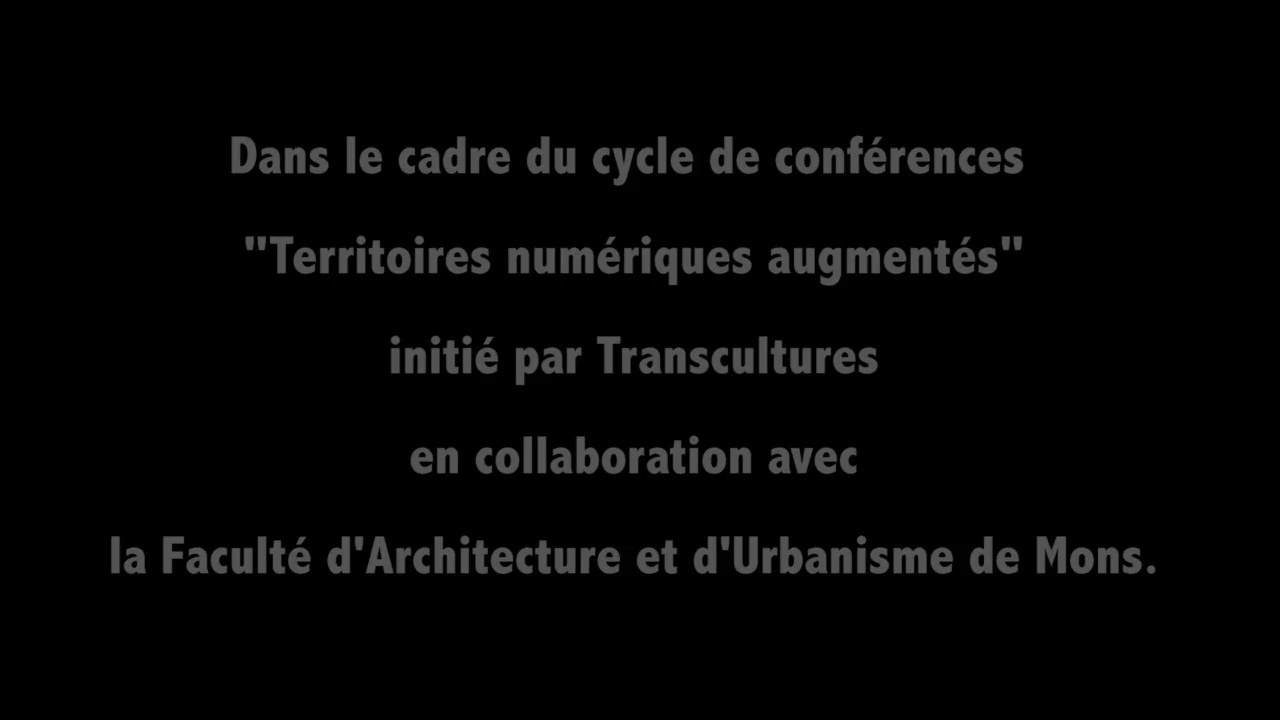 Dans le cadre du cycle de conférences
"Territoires numériques augmentés"
initié par Transcultures
en collaboration avec
la Faculté d'Architecture et d'Urbanisme de Mons.